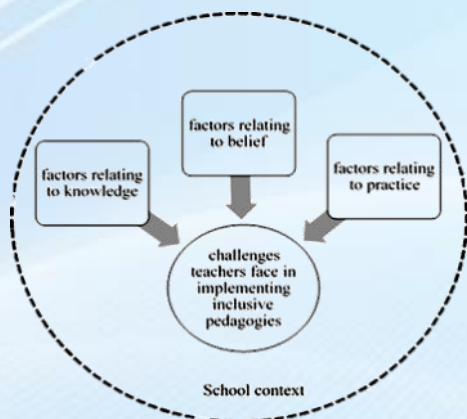 factors relating
to belief
factors relating
to knowledge
factors relating
to practice
challenges
teachers face in
implementing
inclusive
pedagogies
School context